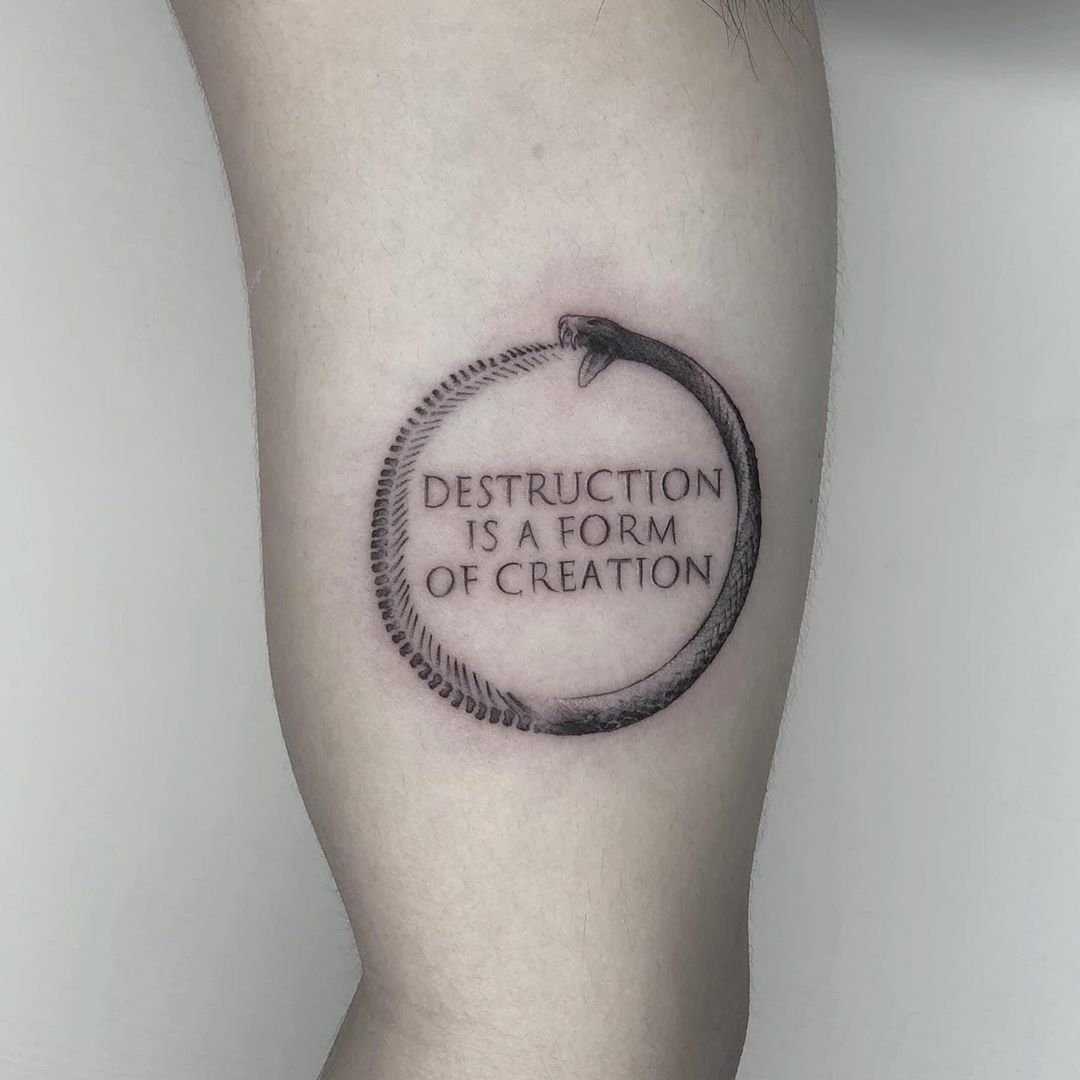 DESTRUCTION
IS A FORM
OF CREATION